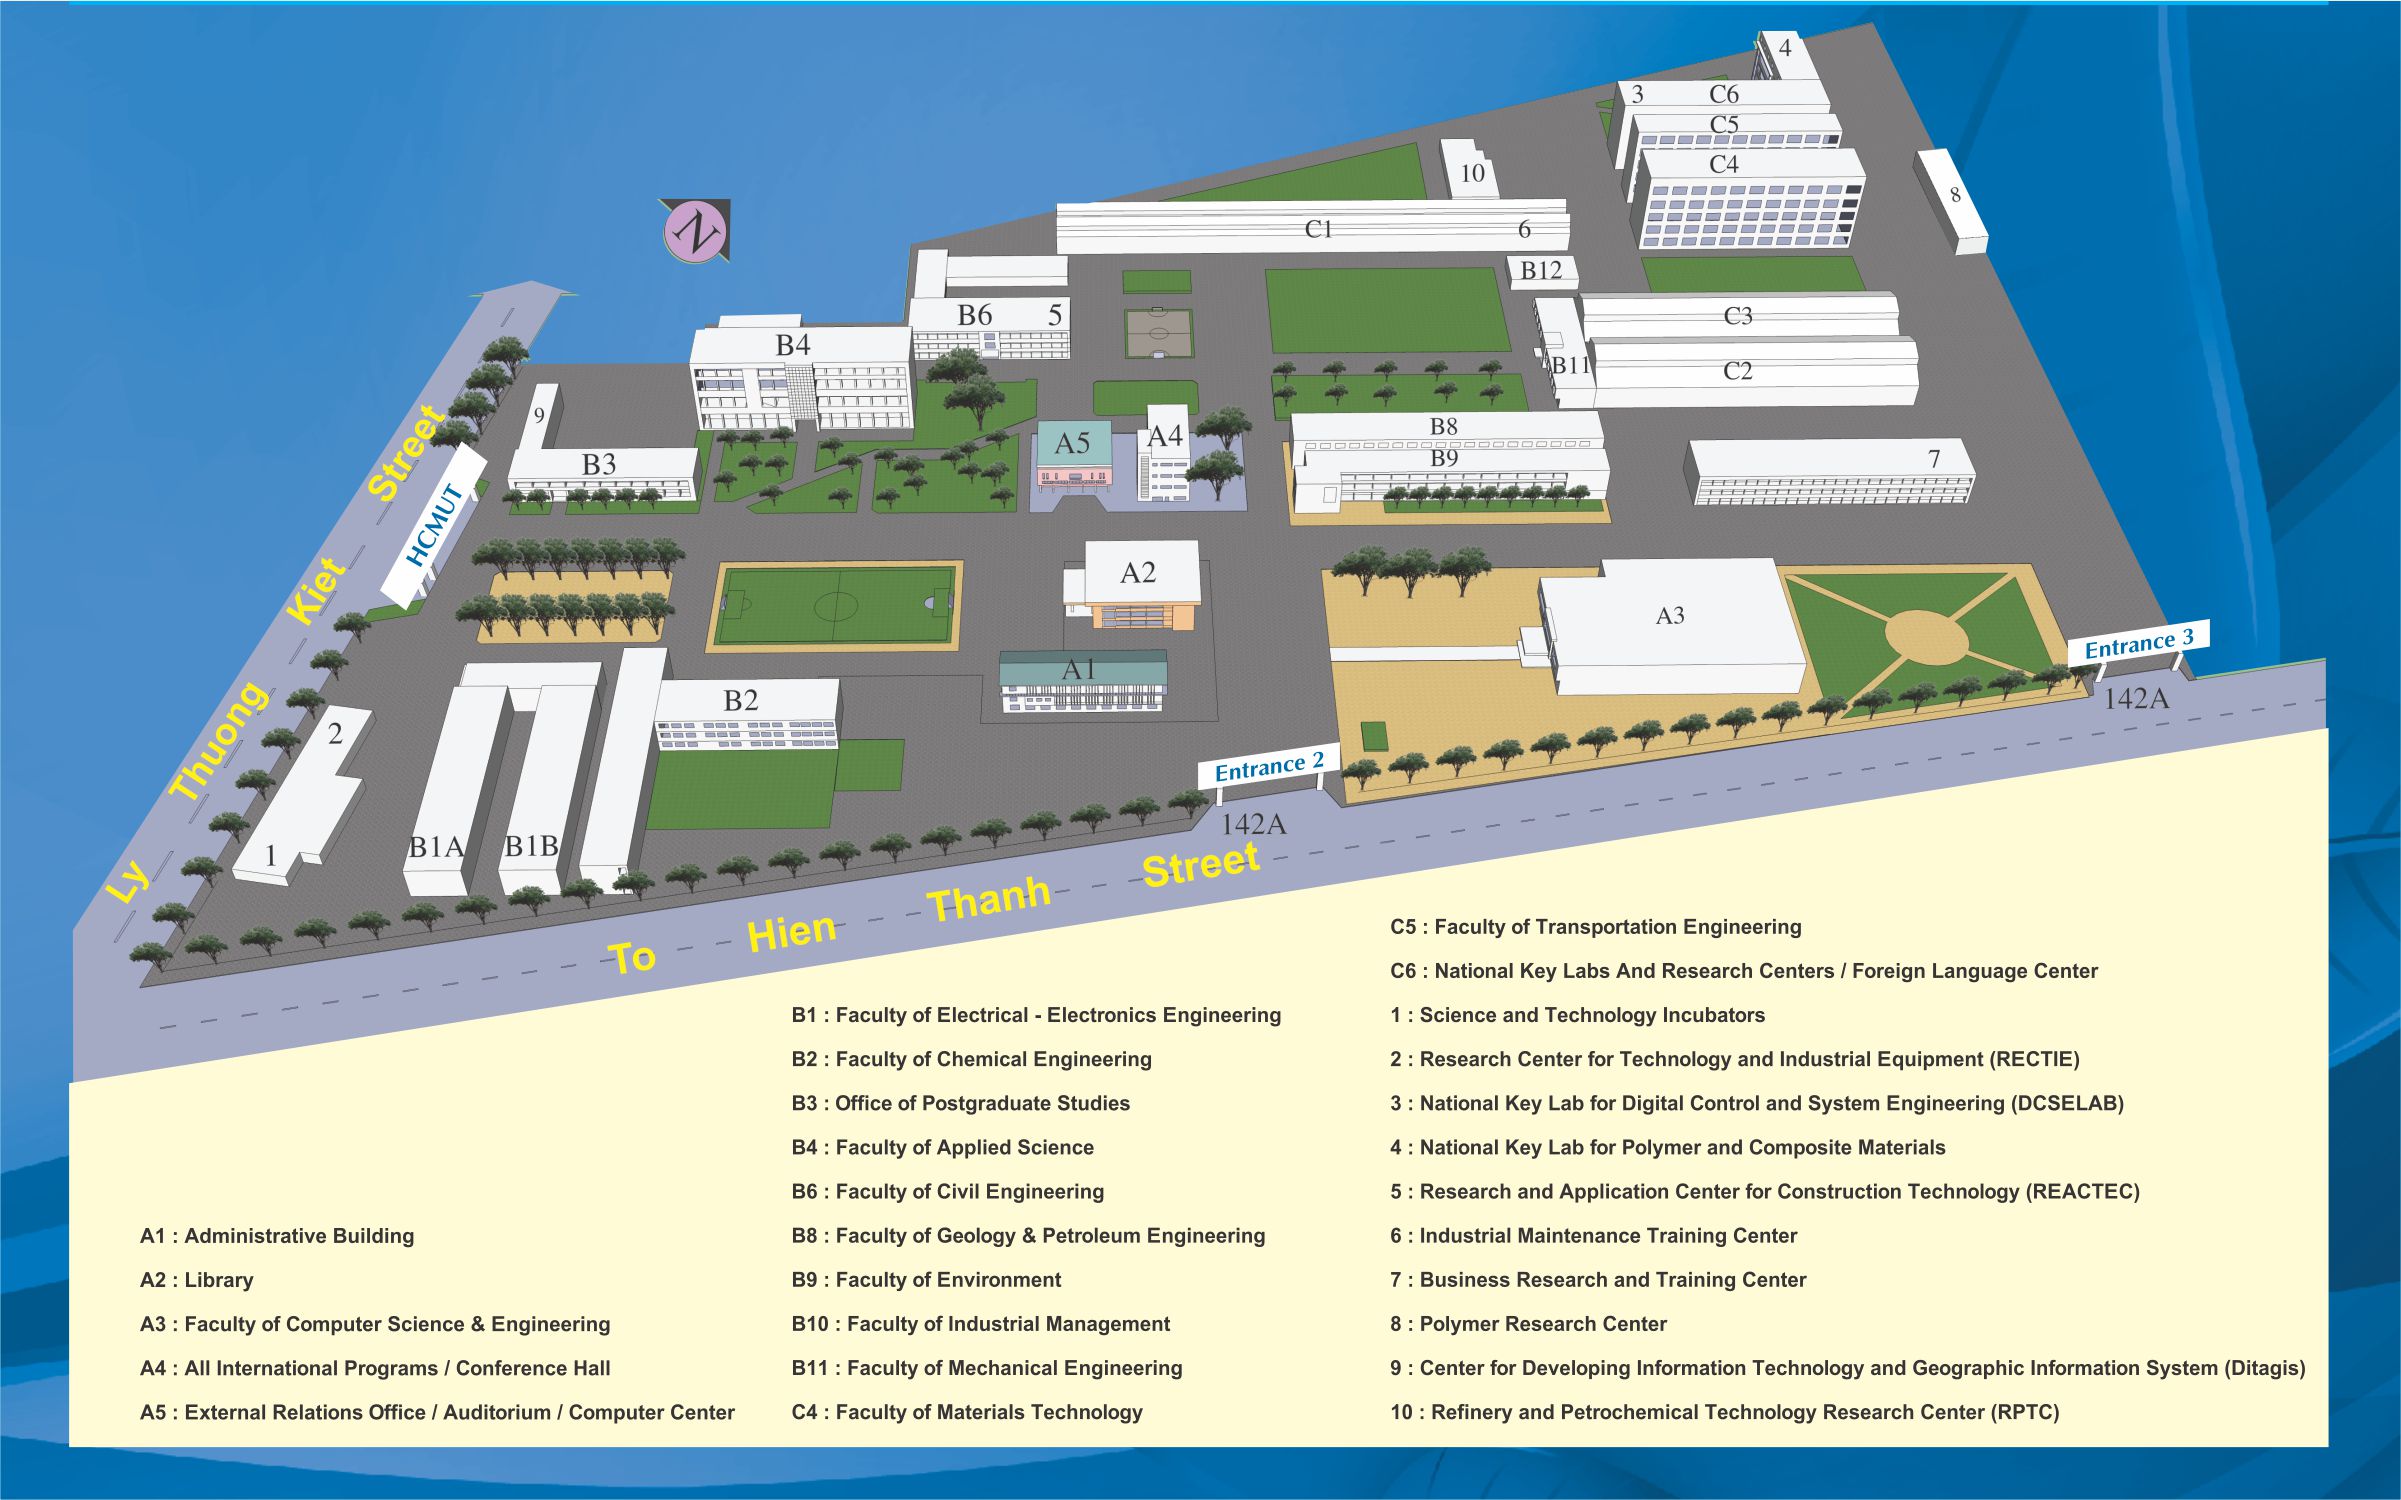 4
3 C6
C5
C4
10
8
C1 6
N
B12
B6 5
C3
B4
C2
B11
9
A5 A4
B8
B9
7
B3
HCMUT
A2
A3
Entrance 3
142A
A1
B2
2
Entrance 2
142A
1
B1A B1B
Ly Thuong Kiet Street
To Hien Thanh Street
A1 : Administrative Building
A2 : Library
A3 : Faculty of Computer Science & Engineering
A4 : All International Programs / Conference Hall
A5 : External Relations Office / Auditorium / Computer Center
B1 : Faculty of Electrical - Electronics Engineering
B2 : Faculty of Chemical Engineering
B3 : Office of Postgraduate Studies
B4 : Faculty of Applied Science
B6 : Faculty of Civil Engineering
B8 : Faculty of Geology & Petroleum Engineering
B9 : Faculty of Environment
B10 : Faculty of Industrial Management
B11 : Faculty of Mechanical Engineering
C4 : Faculty of Materials Technology
C5 : Faculty of Transportation Engineering
C6 : National Key Labs And Research Centers / Foreign Language Center
1 : Science and Technology Incubators
2 : Research Center for Technology and Industrial Equipment (RECTIE)
3 : National Key Lab for Digital Control and System Engineering (DCSELAB)
4 : National Key Lab for Polymer and Composite Materials
5 : Research and Application Center for Construction Technology (REACTEC)
6 : Industrial Maintenance Training Center
7 : Business Research and Training Center
8 : Polymer Research Center
9 : Center for Developing Information Technology and Geographic Information System (Ditagis)
10 : Refinery and Petrochemical Technology Research Center (RPTC)